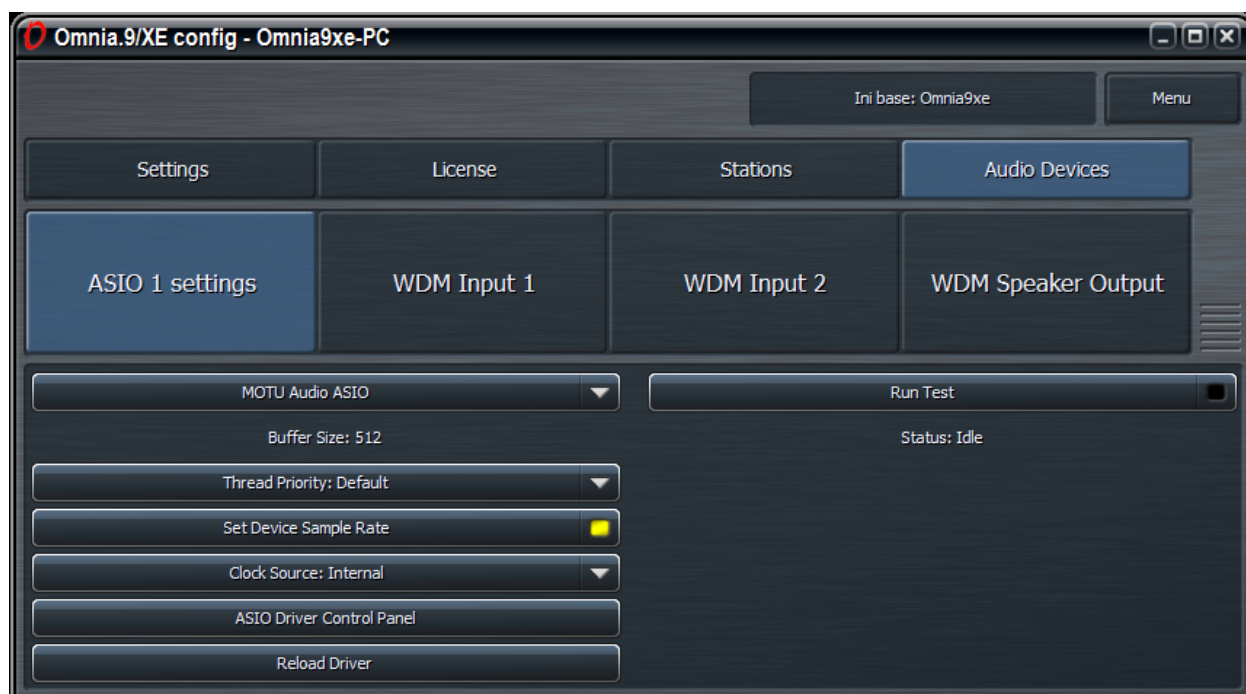 Omnia.9/XE config - Omnia9xe-PC
Ini base: Omnia9xe Menu
Settings License Stations Audio Devices
ASIO 1 settings WDM Input 1 WDM Input 2 WDM Speaker Output
MOTU Audio ASIO Run Test
Buffer Size: 512 Status: Idle
Thread Priority: Default
Set Device Sample Rate
Clock Source: Internal
ASIO Driver Control Panel
Reload Driver